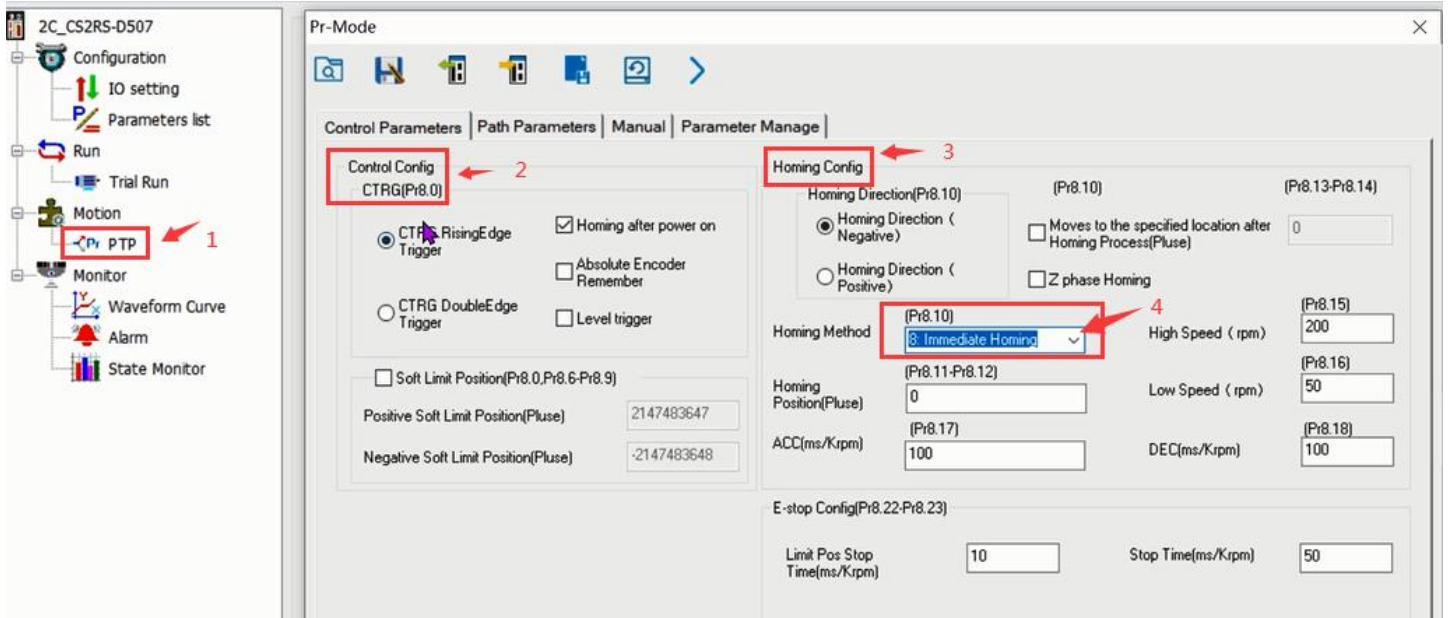 2C_CS2RS-D507
Configuration
IO setting
Parameters list
Run
Trial Run
Motion
Pr PTP
1
Monitor
Waveform Curve
Alarm
State Monitor
Pr-Mode
Control Parameters
Path Parameters
Manual
Parameter Manage
Control Config
2
CTRG(Pr8.0)
CTRG RisingEdge
Trigger
Homing after power on
Absolute Encoder
Remember
CTRG DoubleEdge
Trigger
Level trigger
Soft Limit Position(Pr8.0,Pr8.6-Pr8.9)
Positive Soft Limit Position(Pluse)
2147483647
Negative Soft Limit Position(Pluse)
-2147483648
Homing Config
3
Homing Direction(Pr8.10)
Homing Direction (
Negative)
Homing Direction (
Positive)
(Pr8.10)
(Pr8.13-Pr8.14)
Moves to the specified location after
Homing Process(Pluse)
0
Z phase Homing
4
Homing Method
(Pr8.10)
8: Immediate Homing
High Speed ( rpm)
(Pr8.15)
200
Homing
Position(Pluse)
(Pr8.11-Pr8.12)
0
Low Speed ( rpm)
(Pr8.16)
50
ACC(ms/Krpm)
(Pr8.17)
100
DEC(ms/Krpm)
(Pr8.18)
100
E-stop Config(Pr8.22-Pr8.23)
Limit Pos Stop
Time(ms/Krpm)
10
Stop Time(ms/Krpm)
50